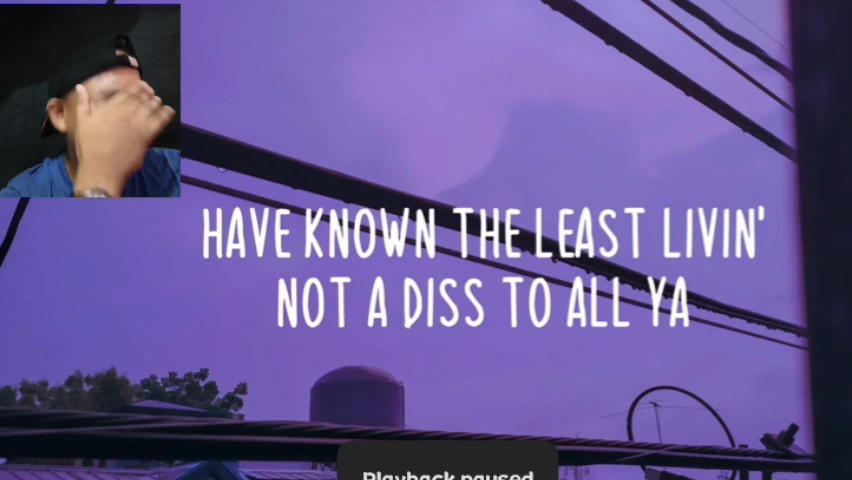 HAVE KNOWN THE LEAST LIVIN'
NOT A DISS TO ALL YA
Playback paused